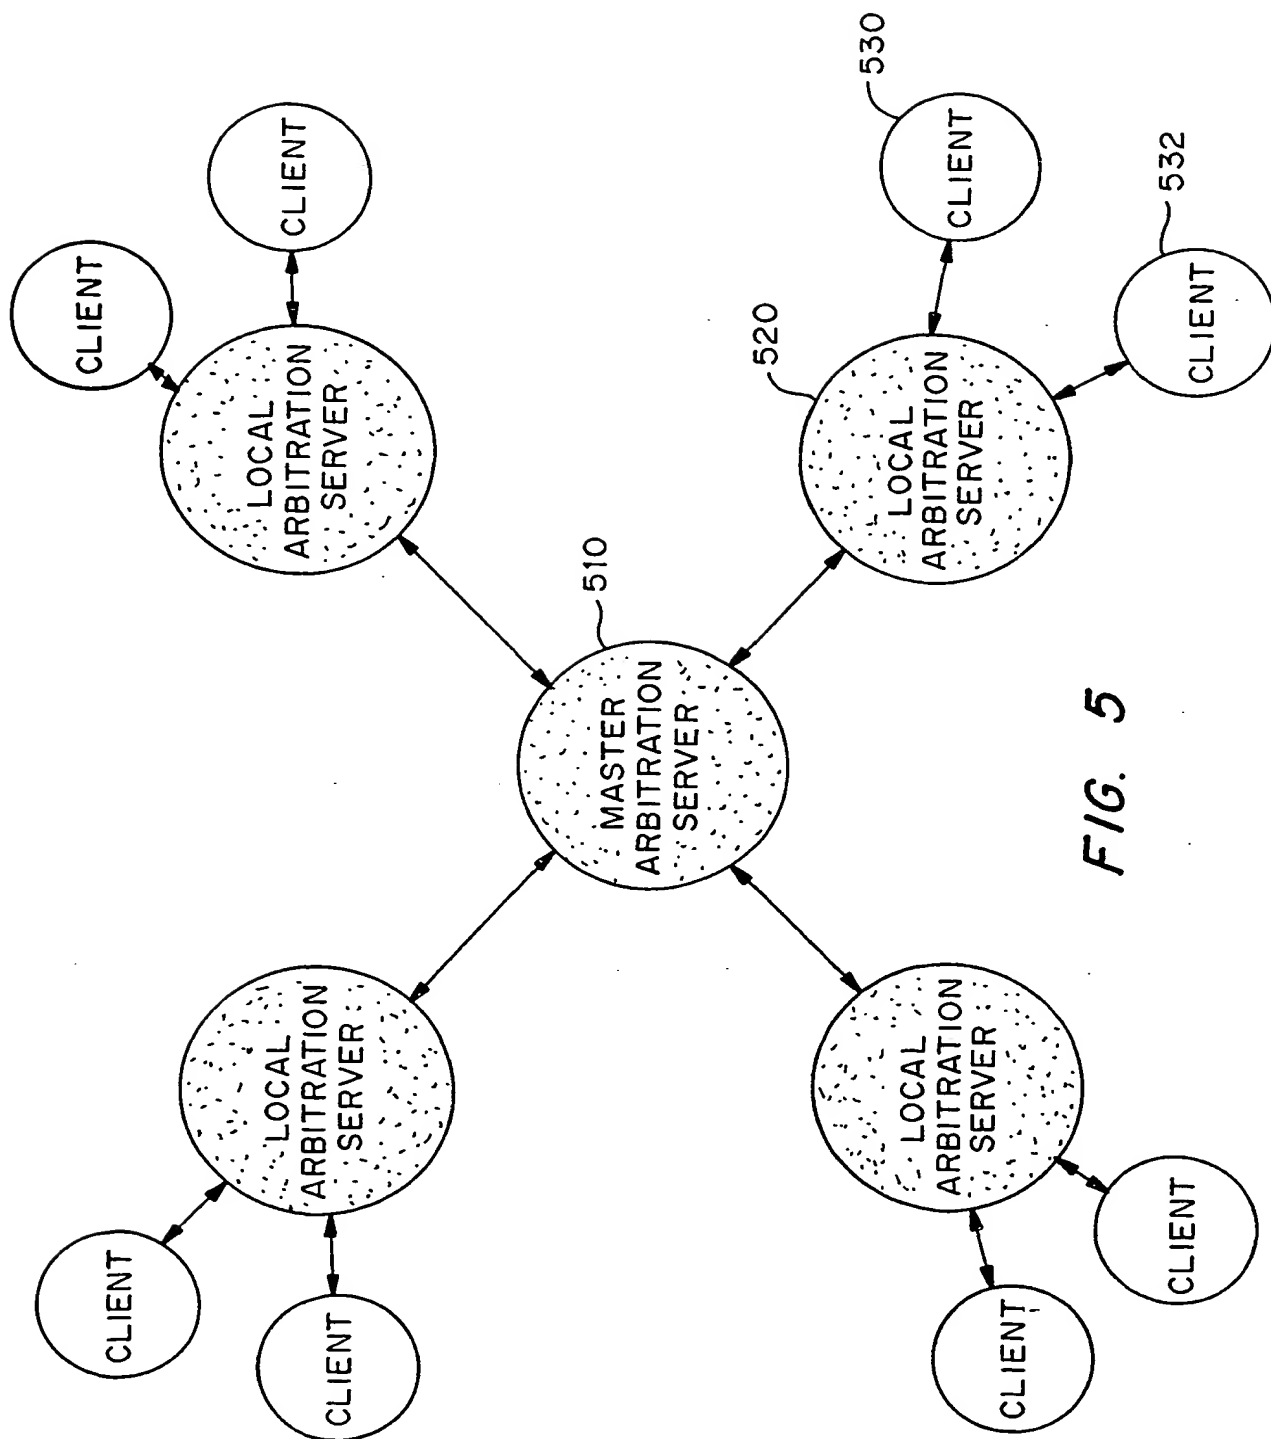 CLIENT
CLIENT
CLIENT
LOCAL
ARBITRATION
SERVER
LOCAL
ARBITRATION
SERVER
CLIENT
510
MASTER
ARBITRATION
SERVER
520
530
LOCAL
ARBITRATION
SERVER
LOCAL
ARBITRATION
SERVER
CLIENT
CLIENT
532
CLIENT
CLIENT
FIG. 5